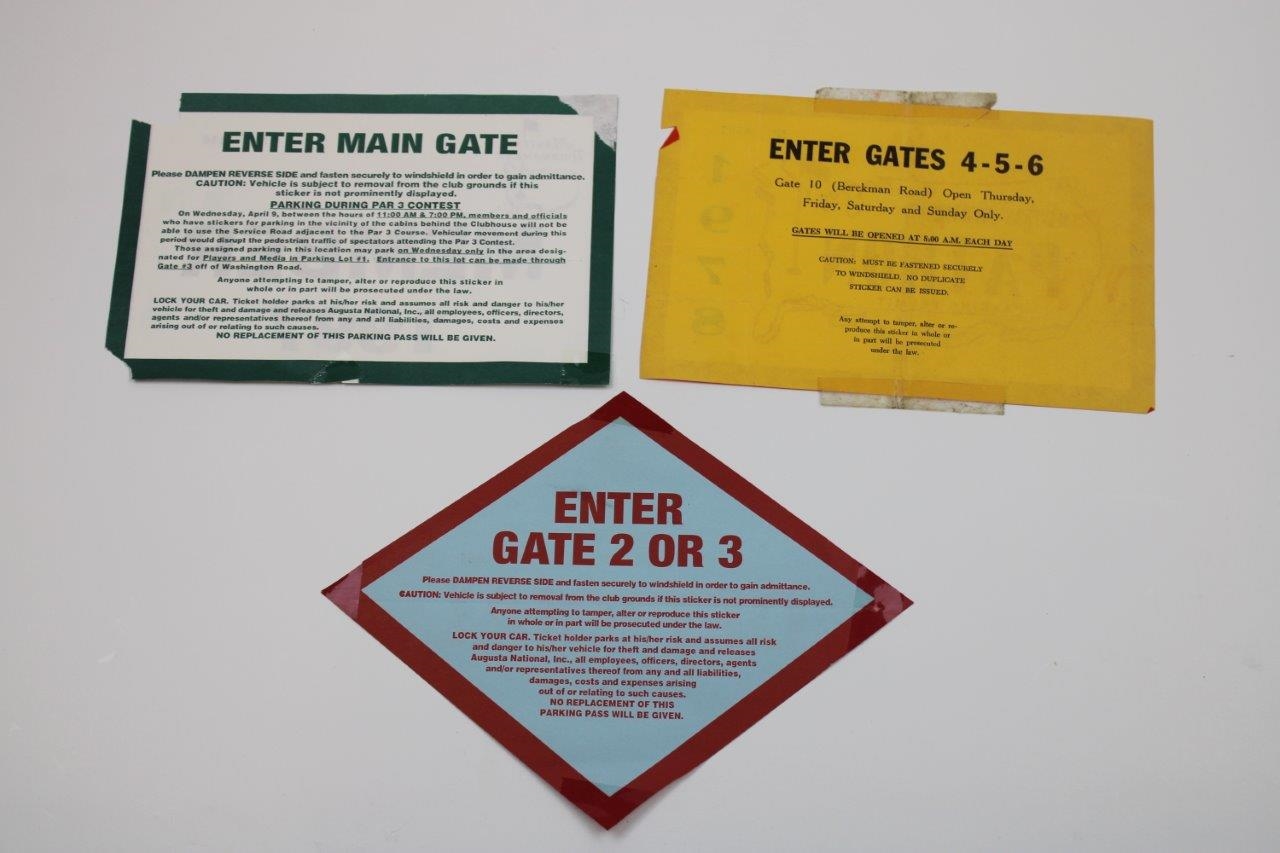 ENTER MAIN GATE
Please DAMPEN REVERSE SIDE and fasten securely to windshield in order to gain admittance.
CAUTION: Vehicle is subject to removal from the club grounds if this
sticker is not prominently displayed.
PARKING DURING PAR 3 CONTEST
On Wednesday, April 9, between the hours of 11:00 AM & 7:00 PM, members and officials
who have stickers for parking in the vicinity of the cabins behind the Clubhouse will not be
able to use the Service Road adjacent to the Par 3 Course. Vehicular movement during this
period would disrupt the pedestrian traffic of spectators attending the Par 3 Contest.
Those assigned parking in this location may park on Wednesday only in the area desig-
nated for Players and Media in Parking Lot #1. Entrance to this lot can be made through
Gate #3 off of Washington Road.
Anyone attempting to tamper, alter or reproduce this sticker in
whole or in part will be prosecuted under the law.
LOCK YOUR CAR. Ticket holder parks at his/her risk and assumes all risk and danger to his/her
vehicle for theft and damage and releases Augusta National, Inc., all employees, officers, directors,
agents and/or representatives thereof from any and all liabilities, damages, costs and expenses
arising out of or relating to such causes.
NO REPLACEMENT OF THIS PARKING PASS WILL BE GIVEN.
ENTER GATES 4-5-6
Gate 10 (Berckman Road) Open Thursday,
Friday, Saturday and Sunday Only.
GATES WILL BE OPENED AT 8:00 A.M. EACH DAY
CAUTION: MUST BE FASTENED SECURELY
TO WINDSHIELD. NO DUPLICATE
STICKER CAN BE ISSUED.
Any attempt to tamper, alter or re-
produce this sticker in whole or
in part will be prosecuted
under the law.
1978
ENTER
GATE 2 OR 3
Please DAMPEN REVERSE SIDE and fasten securely to windshield in order to gain admittance.
CAUTION: Vehicle is subject to removal from the club grounds if this sticker is not prominently displayed.
Anyone attempting to tamper, alter or reproduce this sticker
in whole or in part will be prosecuted under the law.
LOCK YOUR CAR. Ticket holder parks at his/her risk and assumes all risk
and danger to his/her vehicle for theft and damage and releases
Augusta National, Inc., all employees, officers, directors, agents
and/or representatives thereof from any and all liabilities,
damages, costs and expenses arising
out of or relating to such causes.
NO REPLACEMENT OF THIS
PARKING PASS WILL BE GIVEN.